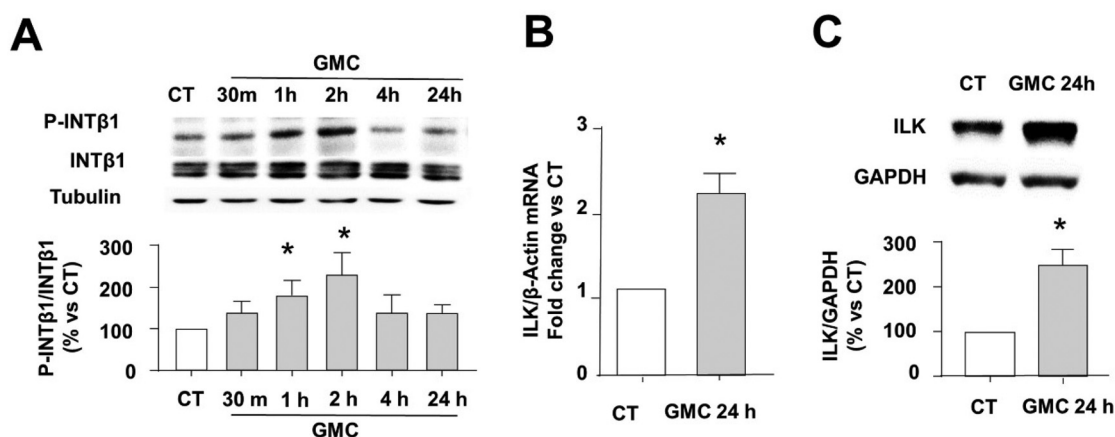 A
GMC
CT 30m 1h 2h 4h 24h
P-INTβ1
INTβ1
Tubulin
P-INTβ1/INTβ1
(% vs CT)
300
200
100
0
* *
CT 30 m 1 h 2 h 4 h 24 h
GMC
B
ILK/β-Actin mRNA
Fold change vs CT
3
2
1
0
*
CT GMC 24 h
C
CT GMC 24h
ILK
GAPDH
ILK/GAPDH
(% vs CT)
300
200
100
0
*
CT GMC 24 h